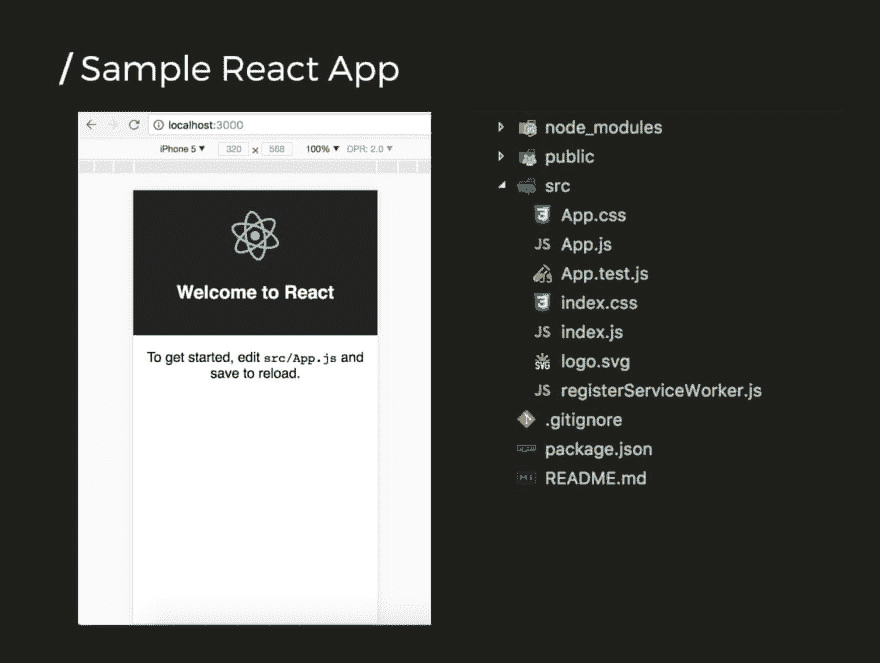 / Sample React App
localhost:3000
iPhone 5 ▼ 320 x 568 100% ▼ DPR: 2.0 ▼
Welcome to React
To get started, edit src/App.js and
save to reload.
node_modules
public
src
App.css
JS App.js
App.test.js
index.css
JS index.js
SVG logo.svg
JS registerServiceWorker.js
.gitignore
package.json
README.md